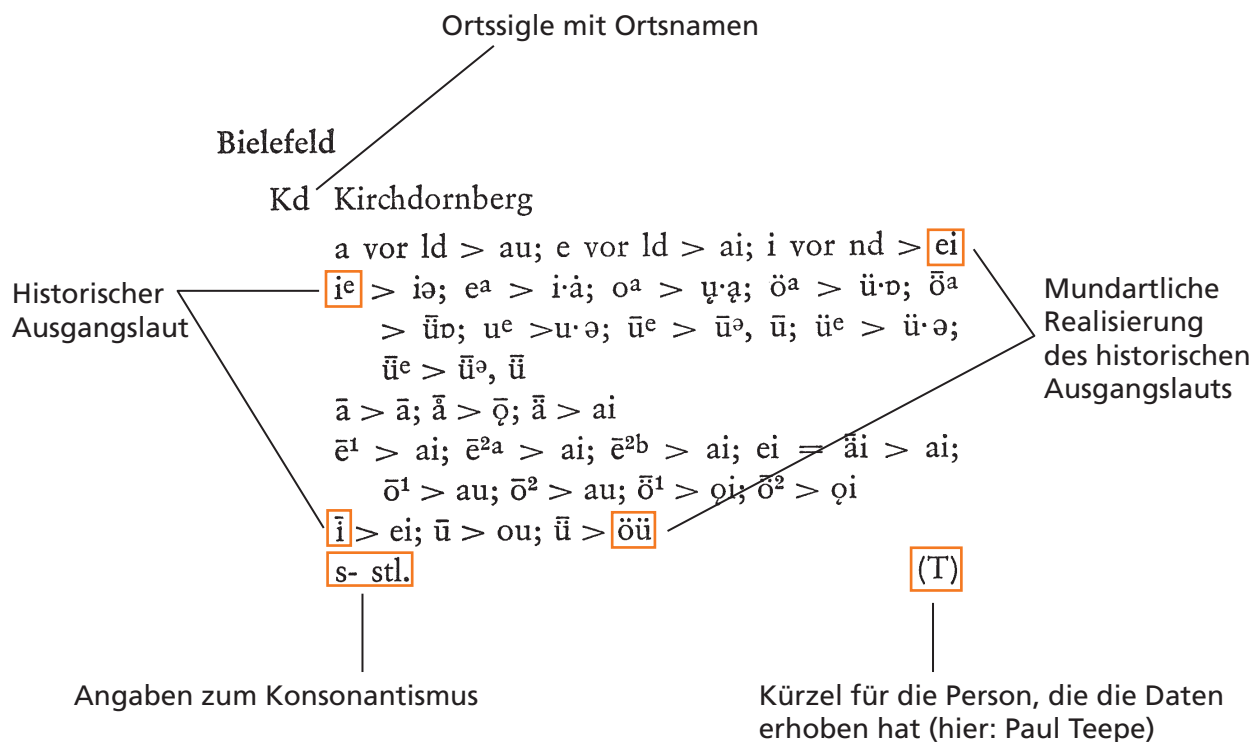 Ortssigle mit Ortsnamen
Bielefeld
Kd Kirchdornberg
a vor ld > au; e vor ld > ai; i vor nd > ei
iᵉ > iə; eᵃ > i·å; oᵃ > ų·ą; öᵃ > ü·ɒ; ȫᵃ
> ǖɒ; uᵉ >u·ə; ūᵉ > ūᵊ, ū; üᵉ > ü·ə;
ǖᵉ > ǖᵊ, ǖ
ā > ā; å̄ > ǭ; ǟ > ai
ē¹ > ai; ē²ᵃ > ai; ē²ᵇ > ai; ei = ǟi > ai;
ō¹ > au; ō² > au; ȫ¹ > ǫi; ȫ² > ǫi
ī > ei; ū > ou; ǖ > öü
s- stl. (T)
Historischer
Ausgangslaut
Mundartliche
Realisierung
des historischen
Ausgangslauts
Angaben zum Konsonantismus
Kürzel für die Person, die die Daten
erhoben hat (hier: Paul Teepe)